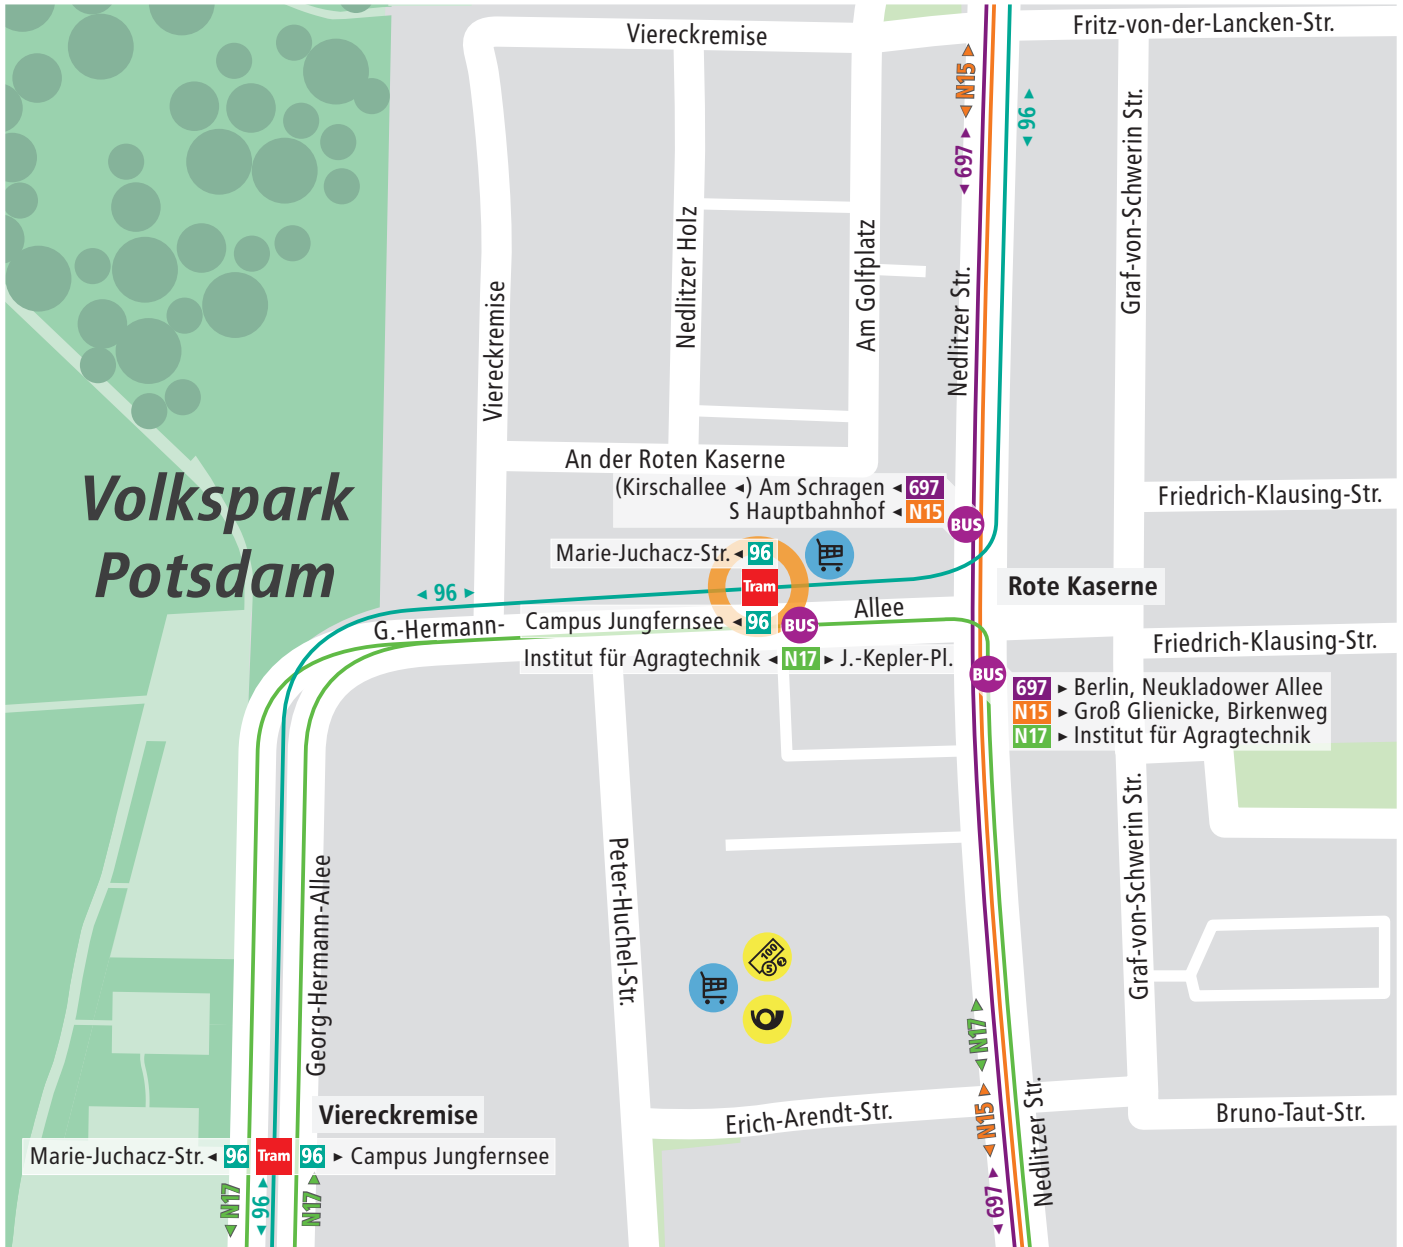 Viereckremise
Fritz-von-der-Lancken-Str.
N15
96
697
Graf-von-Schwerin Str.
Nedlitzer Holz
Am Golfplatz
Viereckremise
Nedlitzer Str.
An der Roten Kaserne
(Kirschallee ◂) Am Schragen ◂ 697
S Hauptbahnhof ◂ N15
BUS
Friedrich-Klausing-Str.
Volkspark
Potsdam
Marie-Juchacz-Str. ◂ 96
Tram
Rote Kaserne
◂ 96 ▸
Allee
G.-Hermann-
Campus Jungfernsee ◂ 96
BUS
Friedrich-Klausing-Str.
Institut für Agragtechnik ◂ N17 ▸ J.-Kepler-Pl.
BUS
697 ▸ Berlin, Neukladower Allee
N15 ▸ Groß Glienicke, Birkenweg
N17 ▸ Institut für Agragtechnik
Graf-von-Schwerin Str.
Peter-Huchel-Str.
Georg-Hermann-Allee
100
5
N17
N15
697
Nedlitzer Str.
Erich-Arendt-Str.
Bruno-Taut-Str.
Viereckremise
Marie-Juchacz-Str. ◂ 96 Tram 96 ▸ Campus Jungfernsee
N17
96
N17